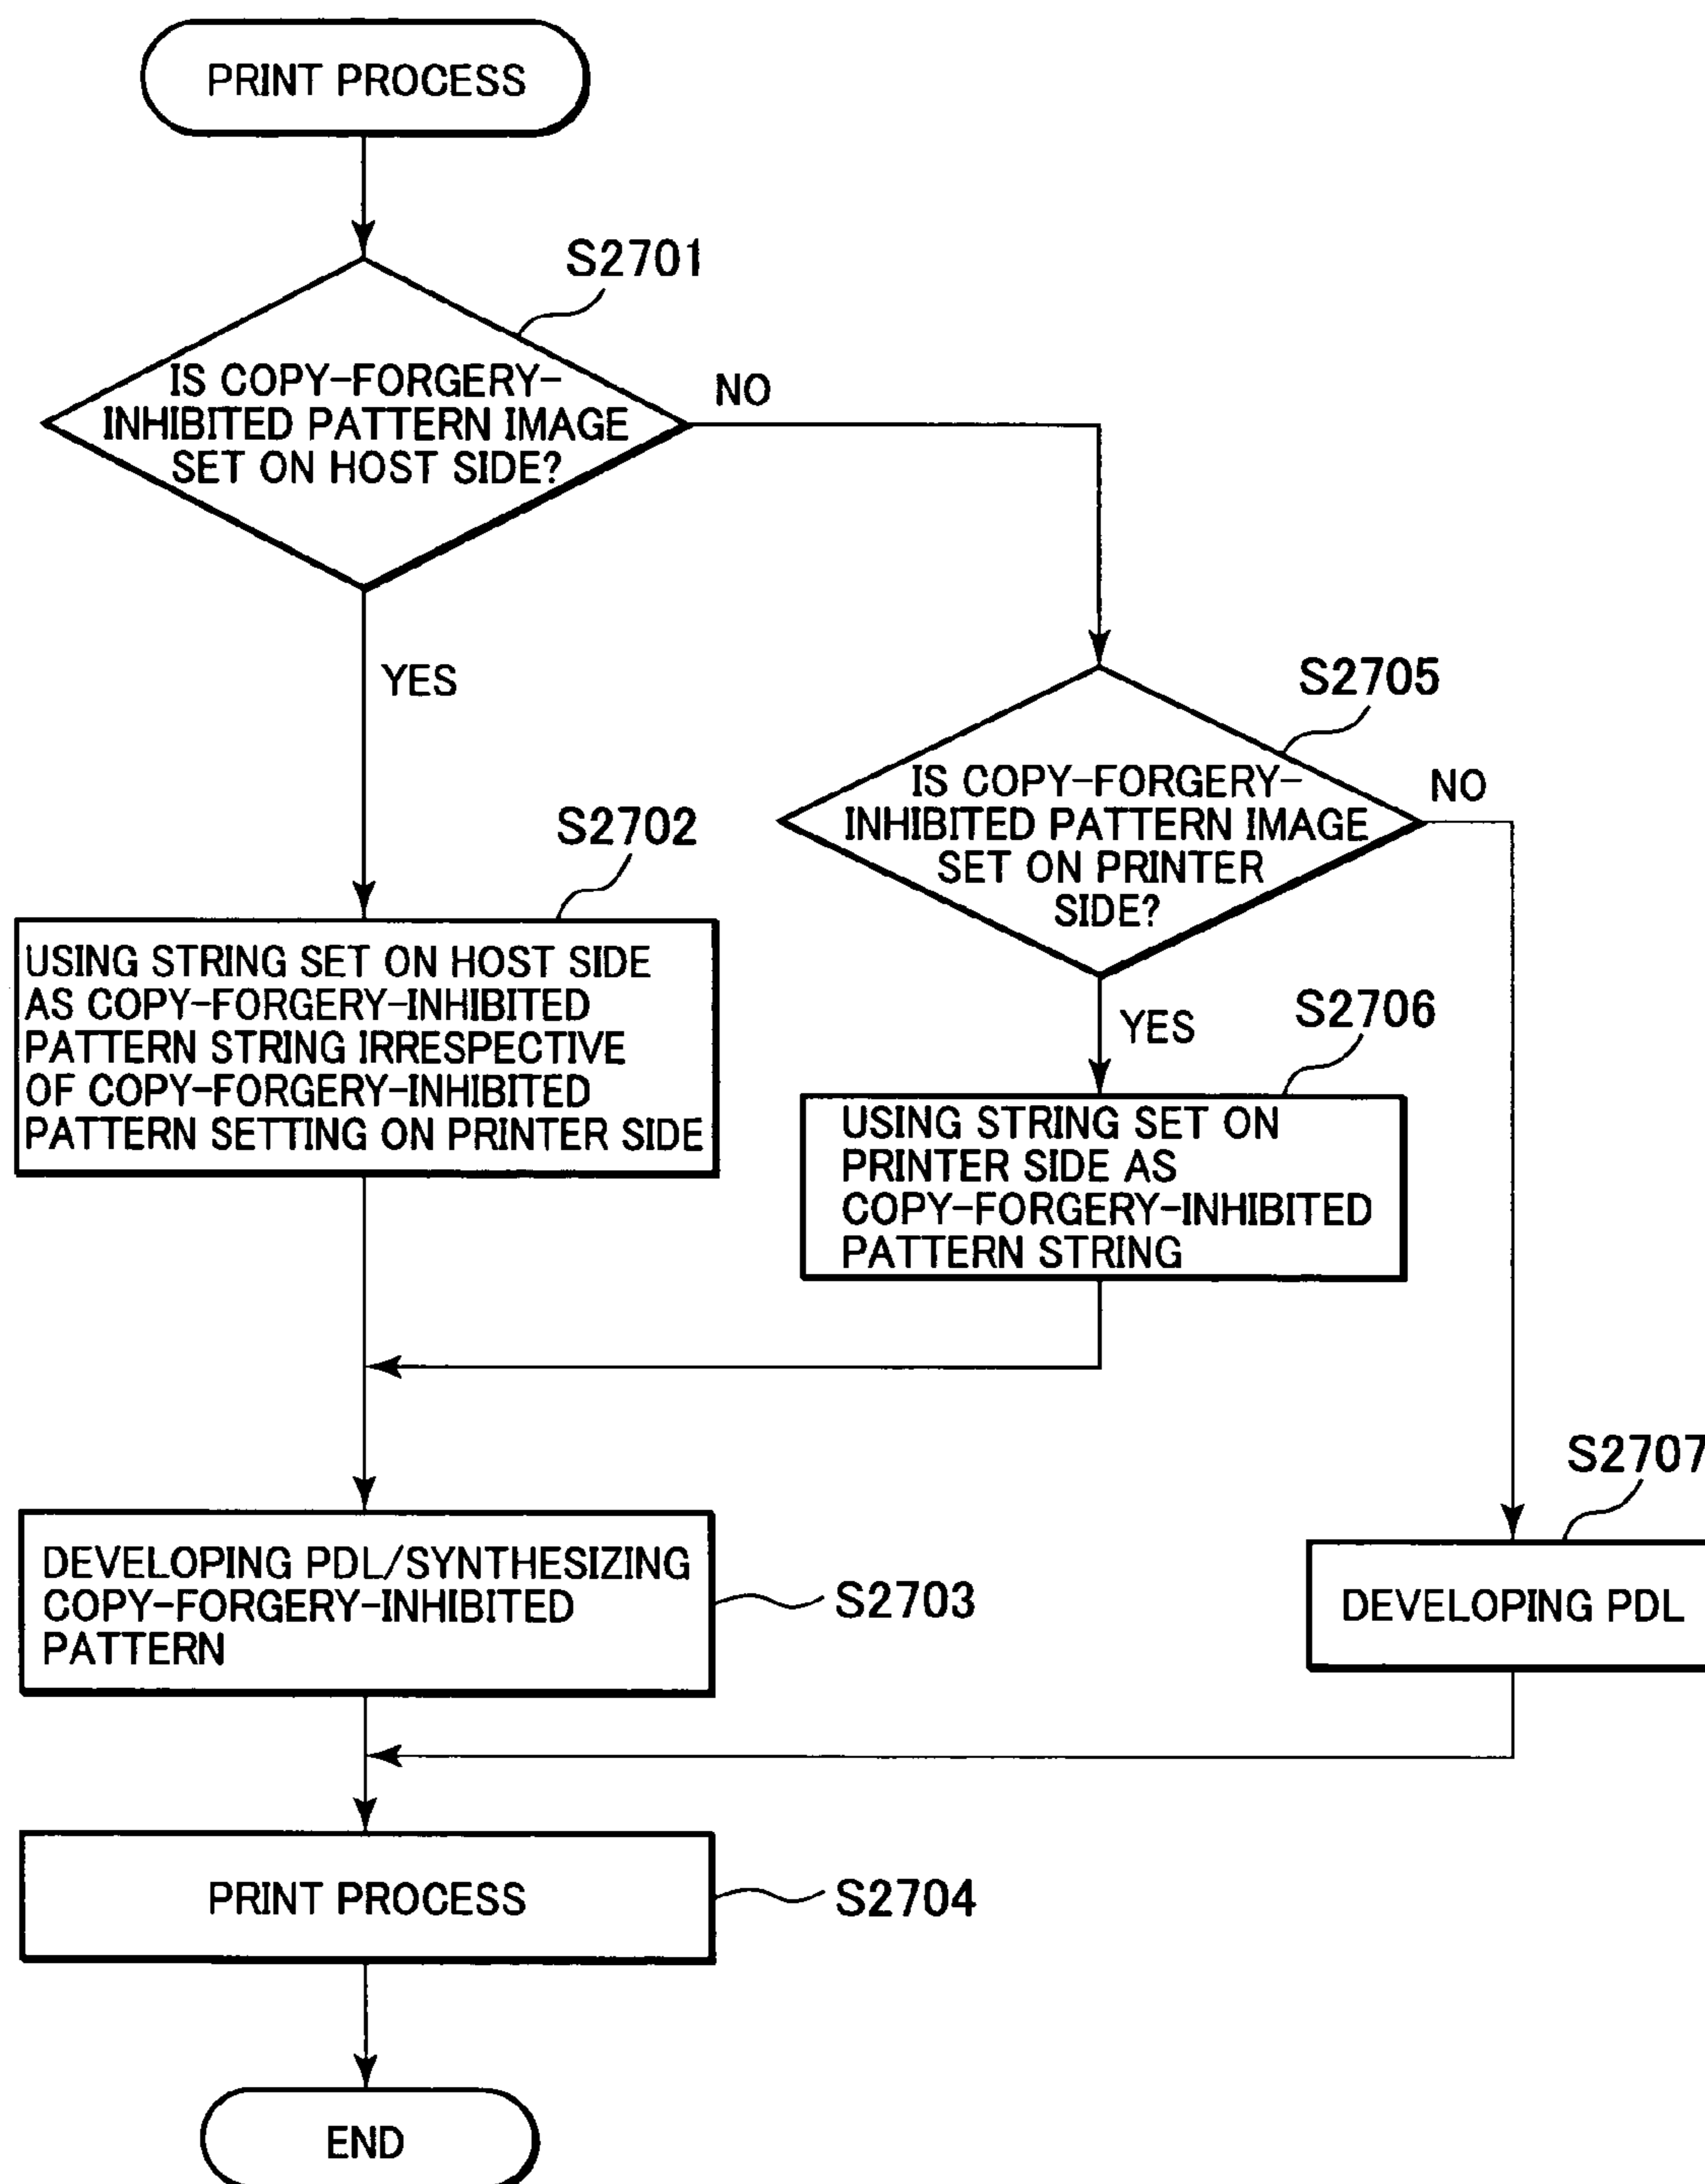 PRINT PROCESS
S2701
IS COPY-FORGERY-
INHIBITED PATTERN IMAGE
SET ON HOST SIDE?
NO
YES
S2705
IS COPY-FORGERY-
INHIBITED PATTERN IMAGE
SET ON PRINTER
SIDE?
NO
YES
S2702
USING STRING SET ON HOST SIDE
AS COPY-FORGERY-INHIBITED
PATTERN STRING IRRESPECTIVE
OF COPY-FORGERY-INHIBITED
PATTERN SETTING ON PRINTER SIDE
S2706
USING STRING SET ON
PRINTER SIDE AS
COPY-FORGERY-INHIBITED
PATTERN STRING
S2703
DEVELOPING PDL/SYNTHESIZING
COPY-FORGERY-INHIBITED
PATTERN
S2707
DEVELOPING PDL
PRINT PROCESS
S2704
END